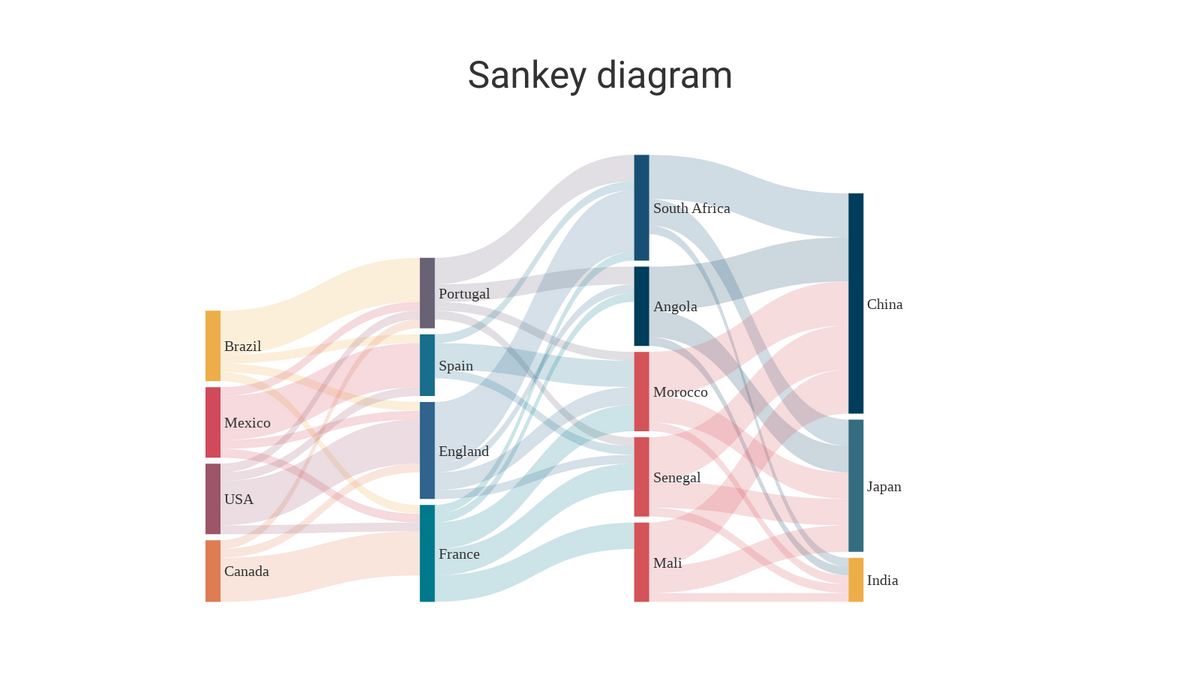 Sankey diagram
Brazil
Mexico
USA
Canada
Portugal
Spain
England
France
South Africa
Angola
Morocco
Senegal
Mali
China
Japan
India